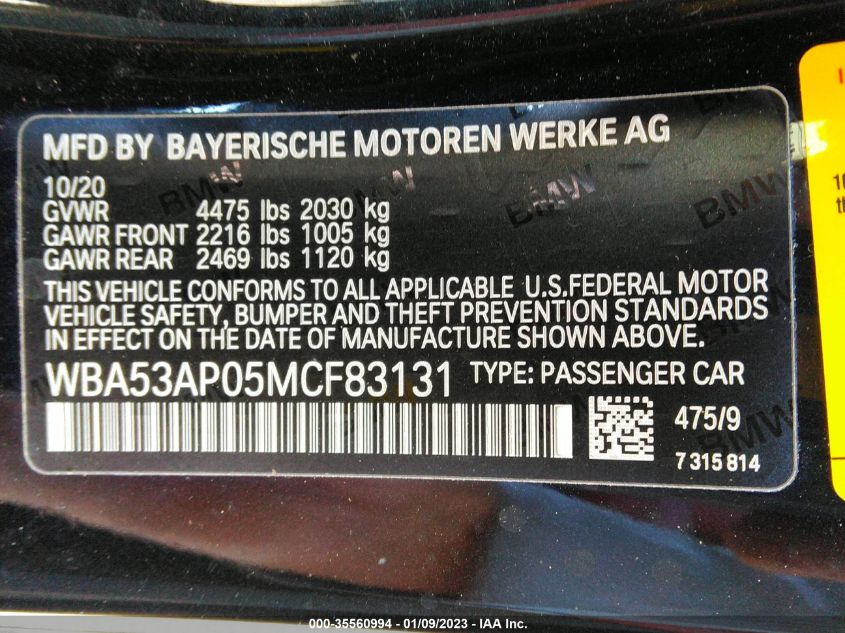 MFD BY BAYERISCHE MOTOREN WERKE AG
10/20
GVWR 4475 lbs 2030 kg
GAWR FRONT 2216 lbs 1005 kg
GAWR REAR 2469 lbs 1120 kg
THIS VEHICLE CONFORMS TO ALL APPLICABLE U.S.FEDERAL MOTOR
VEHICLE SAFETY, BUMPER AND THEFT PREVENTION STANDARDS
IN EFFECT ON THE DATE OF MANUFACTURE SHOWN ABOVE.
WBA53AP05MCF83131 TYPE: PASSENGER CAR
475/9
7 315 814
000-35560994 - 01/09/2023 - IAA Inc.